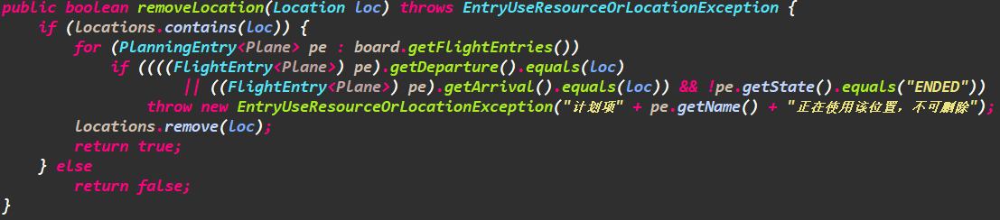 public boolean removeLocation(Location loc) throws EntryUseResourceOrLocationException {
    if (locations.contains(loc)) {
        for (PlanningEntry<Plane> pe : board.getFlightEntries())
            if ((((FlightEntry<Plane>) pe).getDeparture().equals(loc)
                    || ((FlightEntry<Plane>) pe).getArrival().equals(loc)) && !pe.getState().equals("ENDED"))
                throw new EntryUseResourceOrLocationException("计划项" + pe.getName() + "正在使用该位置，不可删除");
        locations.remove(loc);
        return true;
    } else
        return false;
}